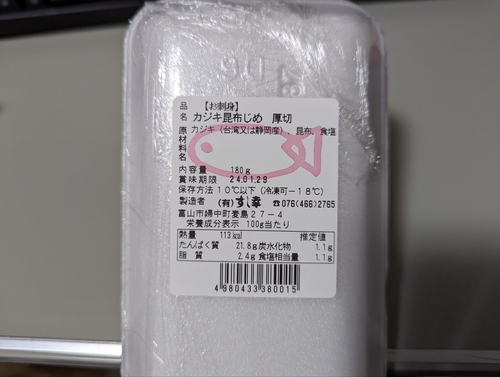 品 【お刺身】
名 カジキ昆布じめ 厚切
原材料名 カジキ（台湾又は静岡産）、昆布、食塩
内容量 180g
賞味期限 24.01.29
保存方法 10℃以下（冷凍可－18℃）
製造者 （有）すし幸 ☎076(466)2765
富山市婦中町麦島27－4
栄養成分表示 100g当たり
熱量 113kcal 推定値
たんぱく質 21.8g 炭水化物 1.1g
脂質 2.4g 食塩相当量 1.1g
4980433380015